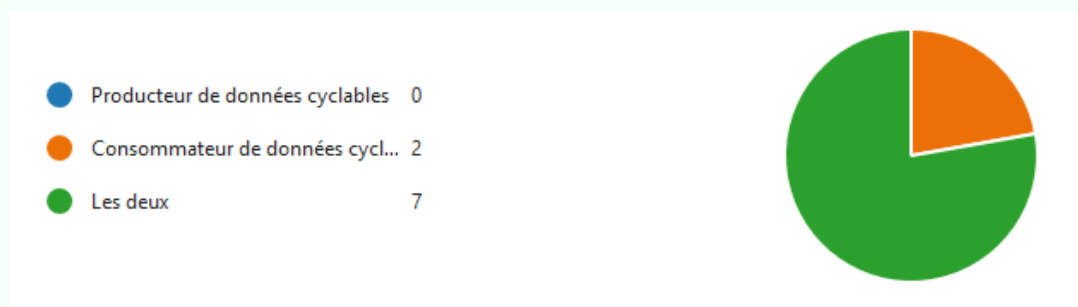 Producteur de données cyclables 0
Consommateur de données cycl... 2
Les deux 7